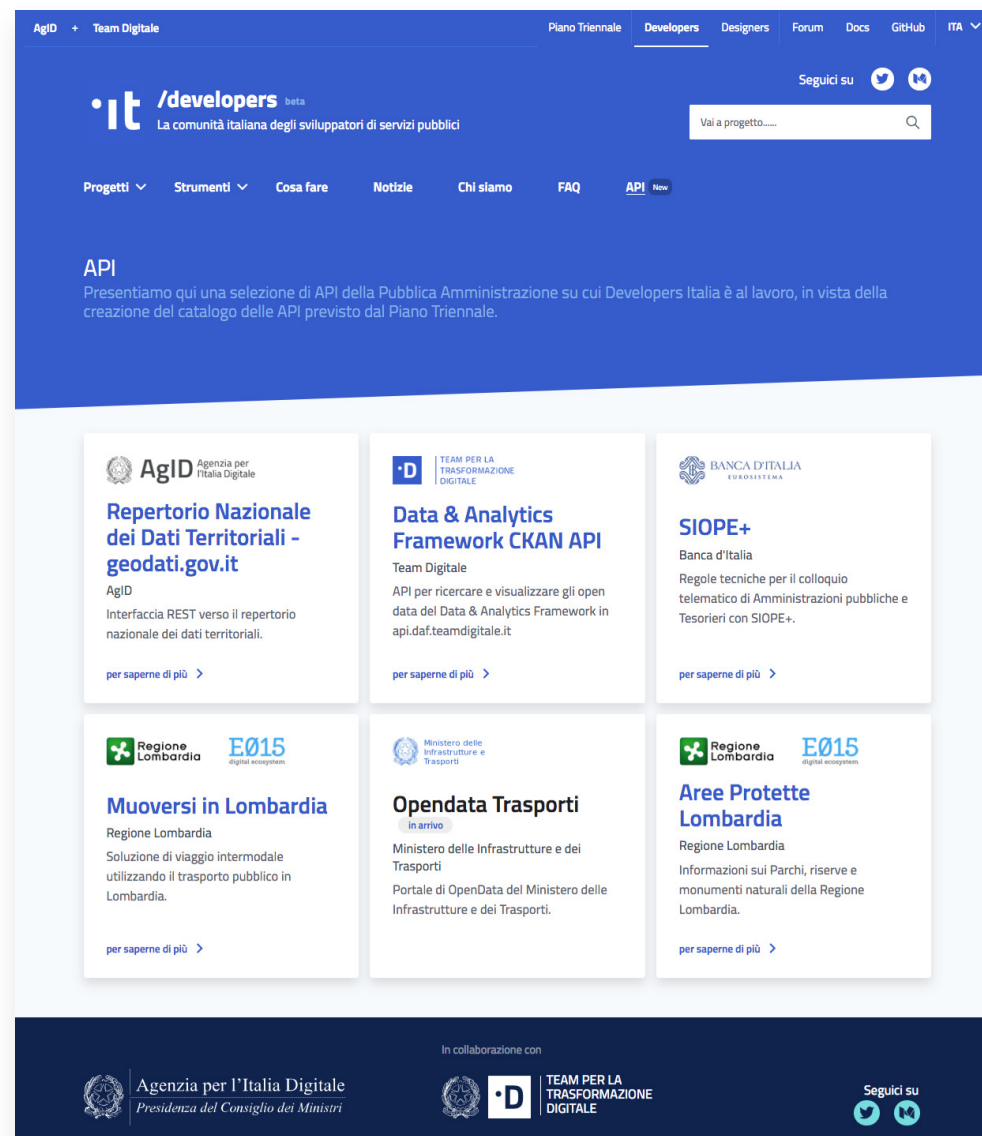 AgID + Team Digitale
Piano Triennale Developers Designers Forum Docs GitHub ITA
Seguici su
·it /developers beta
La comunità italiana degli sviluppatori di servizi pubblici
Vai a progetto......
Progetti Strumenti Cosa fare Notizie Chi siamo FAQ API New
API
Presentiamo qui una selezione di API della Pubblica Amministrazione su cui Developers Italia è al lavoro, in vista della
creazione del catalogo delle API previsto dal Piano Triennale.
AgID Agenzia per
l'Italia Digitale
Repertorio Nazionale
dei Dati Territoriali -
geodati.gov.it
AgID
Interfaccia REST verso il repertorio
nazionale dei dati territoriali.
per saperne di più
·D TEAM PER LA
TRASFORMAZIONE
DIGITALE
Data & Analytics
Framework CKAN API
Team Digitale
API per ricercare e visualizzare gli open
data del Data & Analytics Framework in
api.daf.teamdigitale.it
per saperne di più
BANCA D'ITALIA
EUROSISTEMA
SIOPE+
Banca d'Italia
Regole tecniche per il colloquio
telematico di Amministrazioni pubbliche e
Tesorieri con SIOPE+.
per saperne di più
Regione
Lombardia
E015
digital ecosystem
Muoversi in Lombardia
Regione Lombardia
Soluzione di viaggio intermodale
utilizzando il trasporto pubblico in
Lombardia.
per saperne di più
Ministero delle
Infrastrutture e
Trasporti
Opendata Trasporti
in arrivo
Ministero delle Infrastrutture e dei
Trasporti
Portale di OpenData del Ministero delle
Infrastrutture e dei Trasporti.
Regione
Lombardia
E015
digital ecosystem
Aree Protette
Lombardia
Regione Lombardia
Informazioni sui Parchi, riserve e
monumenti naturali della Regione
Lombardia.
per saperne di più
In collaborazione con
Agenzia per l'Italia Digitale
Presidenza del Consiglio dei Ministri
·D TEAM PER LA
TRASFORMAZIONE
DIGITALE
Seguici su